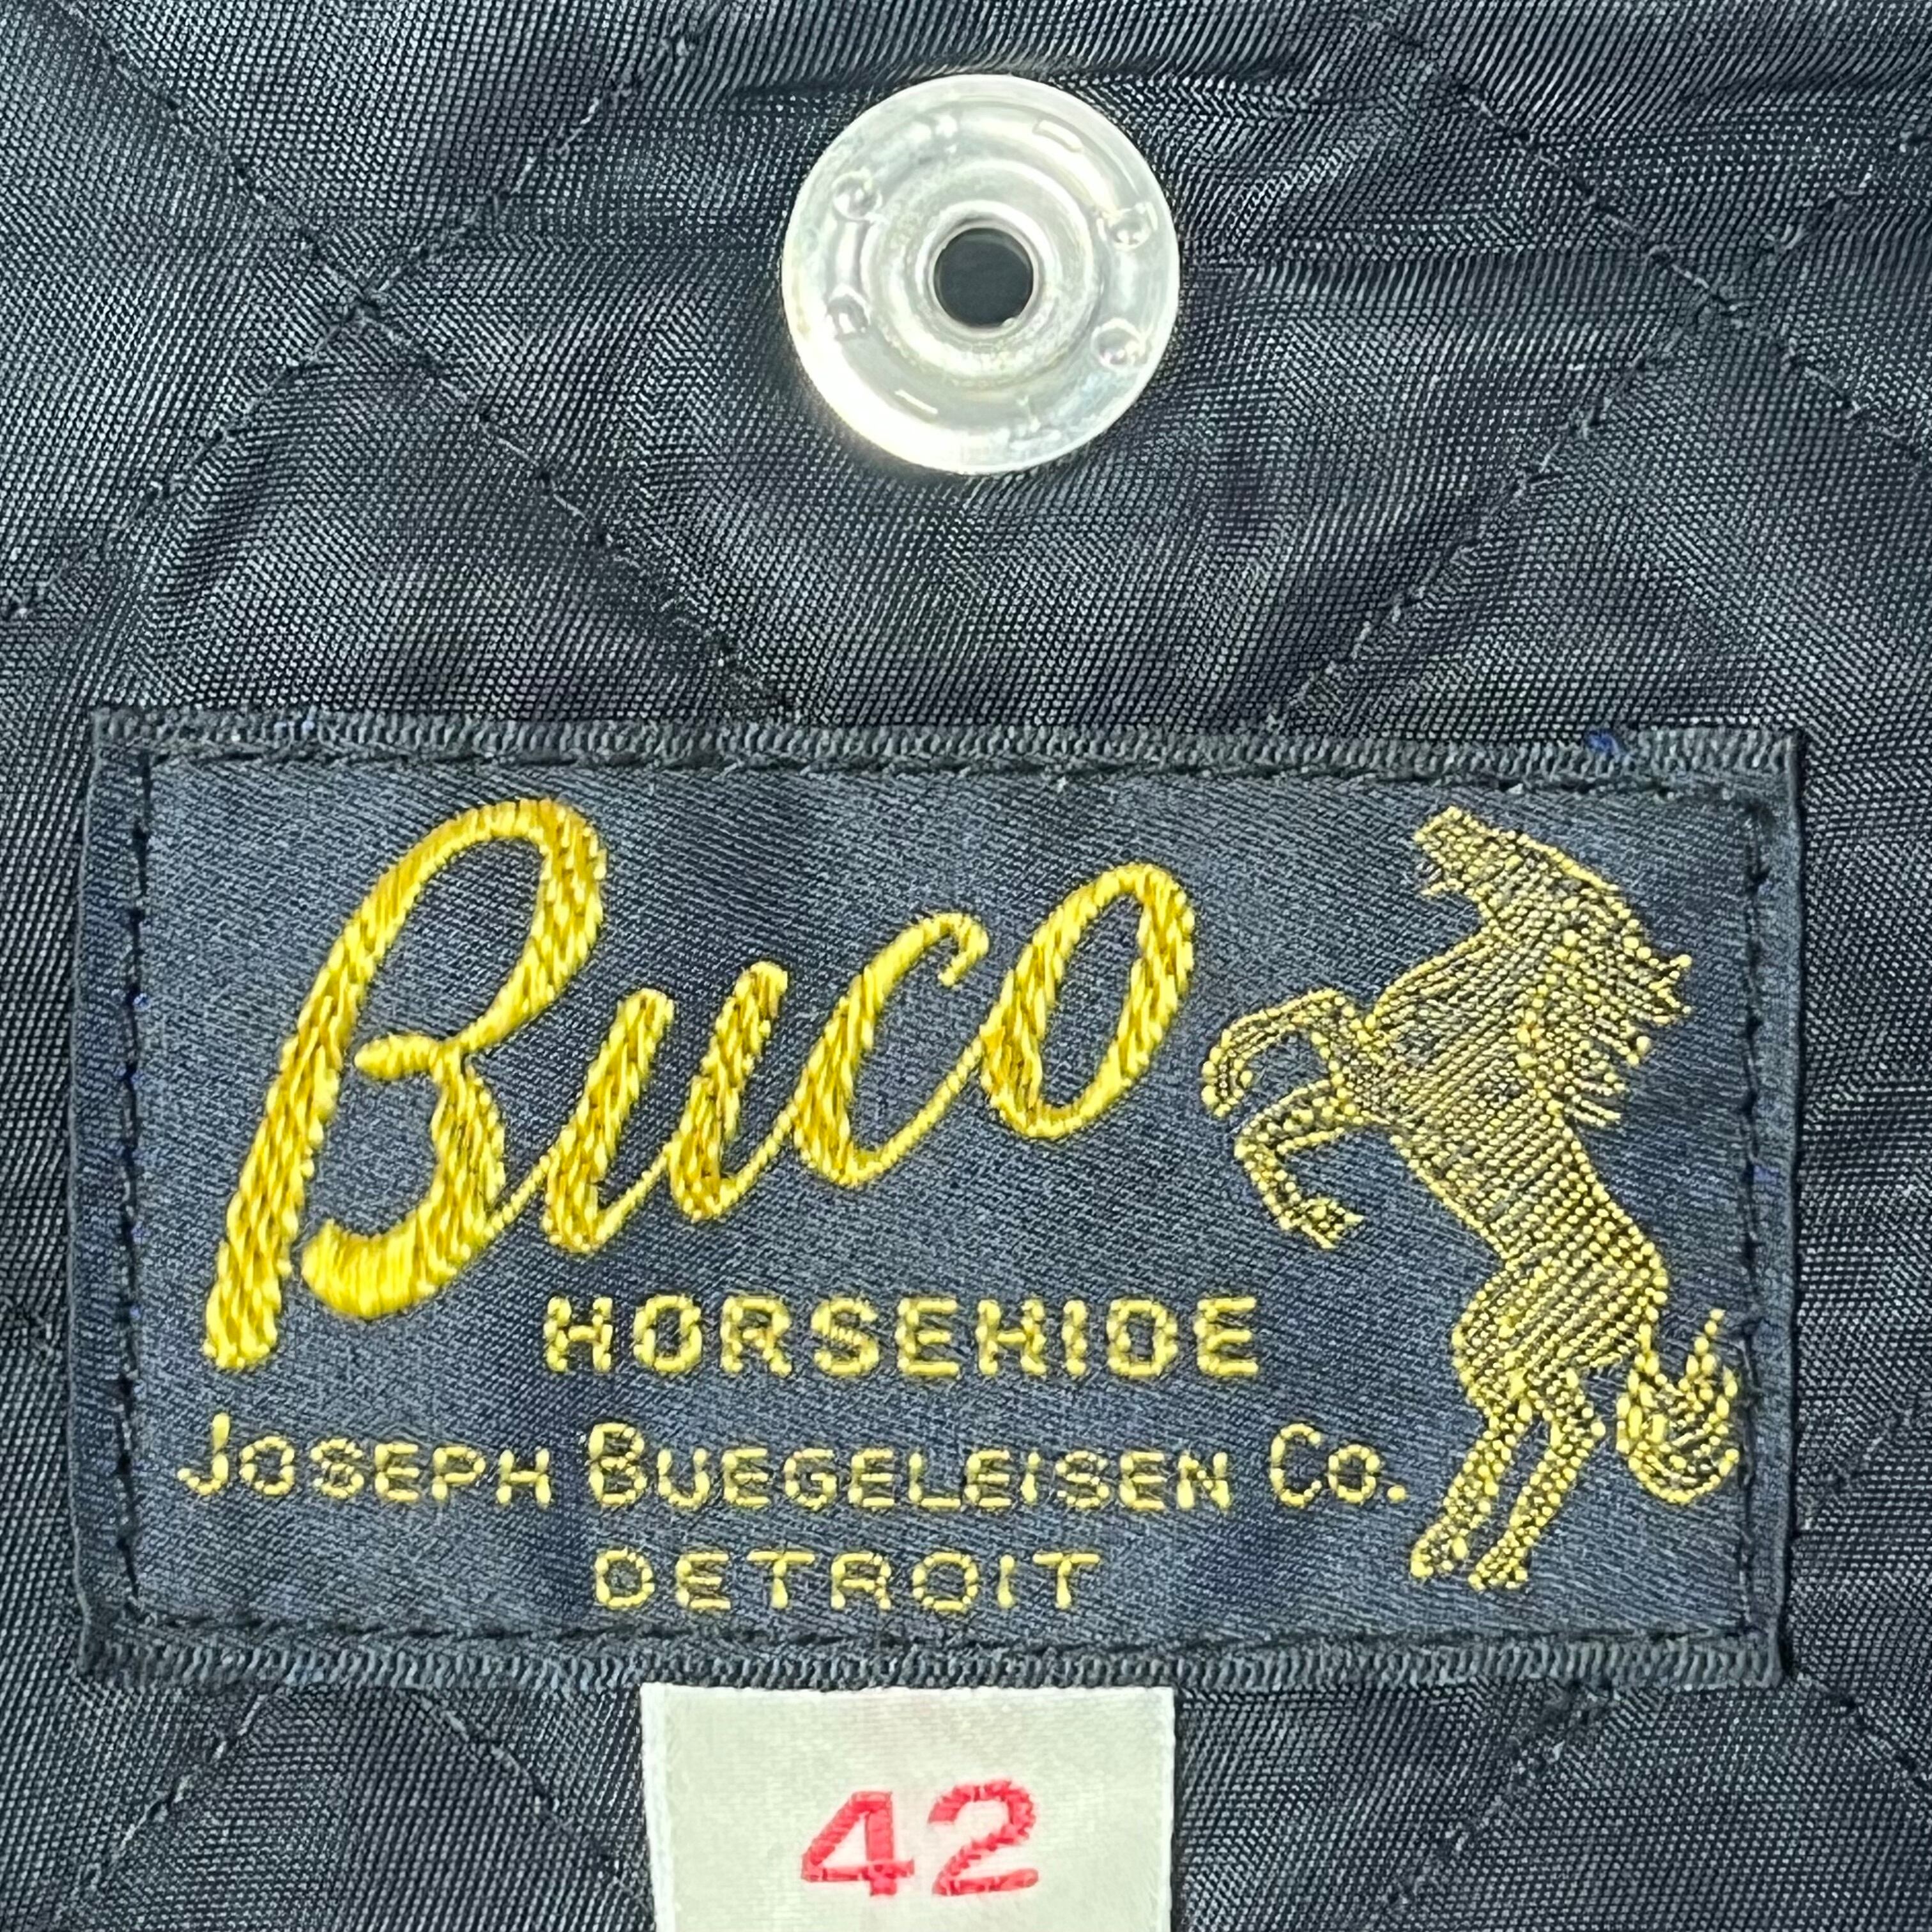 Buco
HORSEHIDE
JOSEPH BUEGELEISEN CO.
DETROIT
42